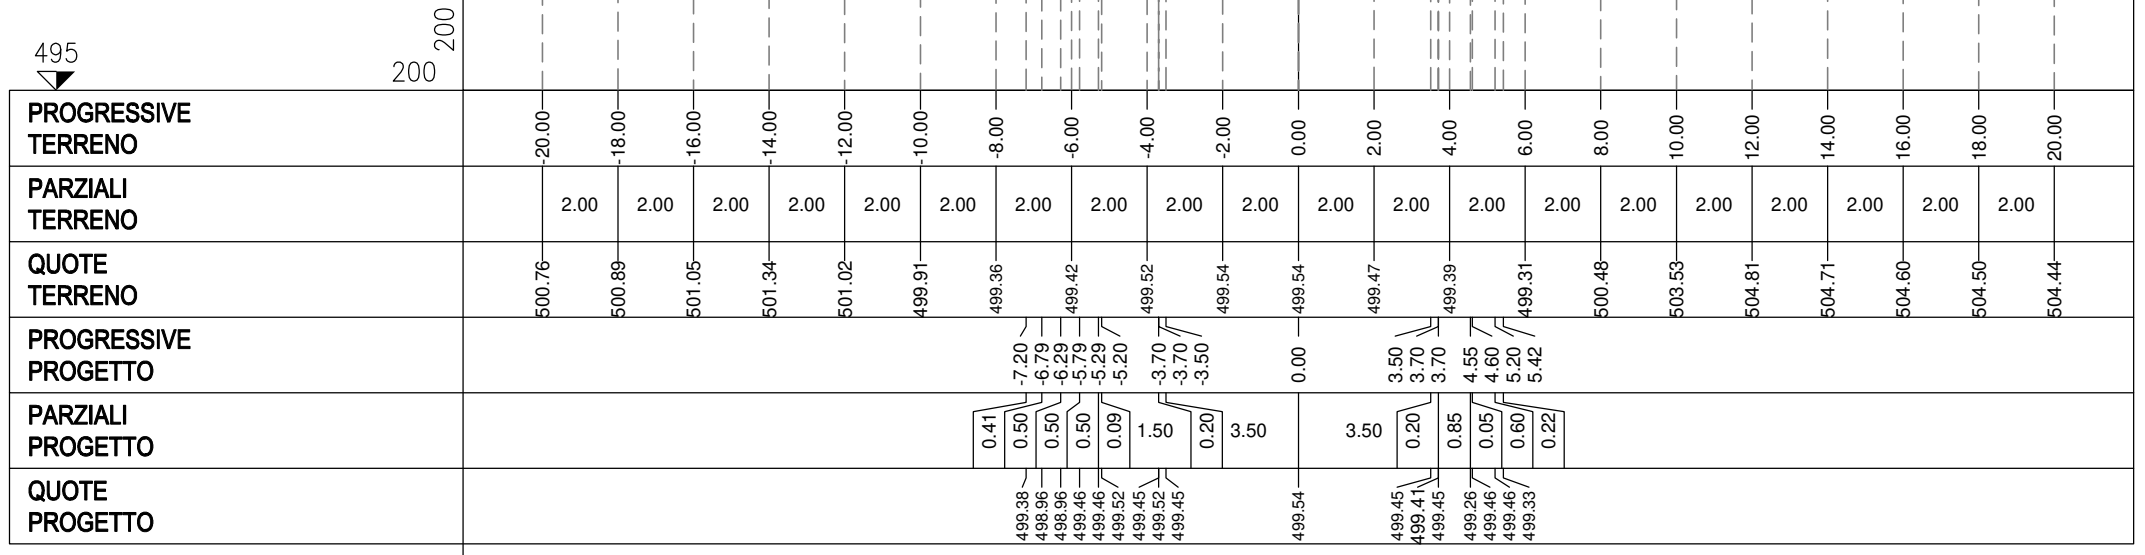 200
495
200
PROGRESSIVE
TERRENO
-20.00 -18.00 -16.00 -14.00 -12.00 -10.00 -8.00 -6.00 -4.00 -2.00 0.00 2.00 4.00 6.00 8.00 10.00 12.00 14.00 16.00 18.00 20.00
PARZIALI
TERRENO
2.00 2.00 2.00 2.00 2.00 2.00 2.00 2.00 2.00 2.00 2.00 2.00 2.00 2.00 2.00 2.00 2.00 2.00 2.00 2.00
QUOTE
TERRENO
500.76 500.89 501.05 501.34 501.02 499.91 499.36 499.42 499.52 499.54 499.54 499.47 499.39 499.31 500.48 503.53 504.81 504.71 504.60 504.50 504.44
PROGRESSIVE
PROGETTO
-7.20 -6.79 -6.29 -5.79 -5.29 -5.20 -3.70 -3.70 -3.50 0.00 3.50 3.70 3.70 4.55 4.60 5.20 5.42
PARZIALI
PROGETTO
0.41 0.50 0.50 0.50 0.09 1.50 0.20 3.50 3.50 0.20 0.85 0.05 0.60 0.22
QUOTE
PROGETTO
499.38 498.96 498.96 499.46 499.46 499.52 499.45 499.52 499.45 499.54 499.45 499.41 499.45 499.26 499.46 499.46 499.33